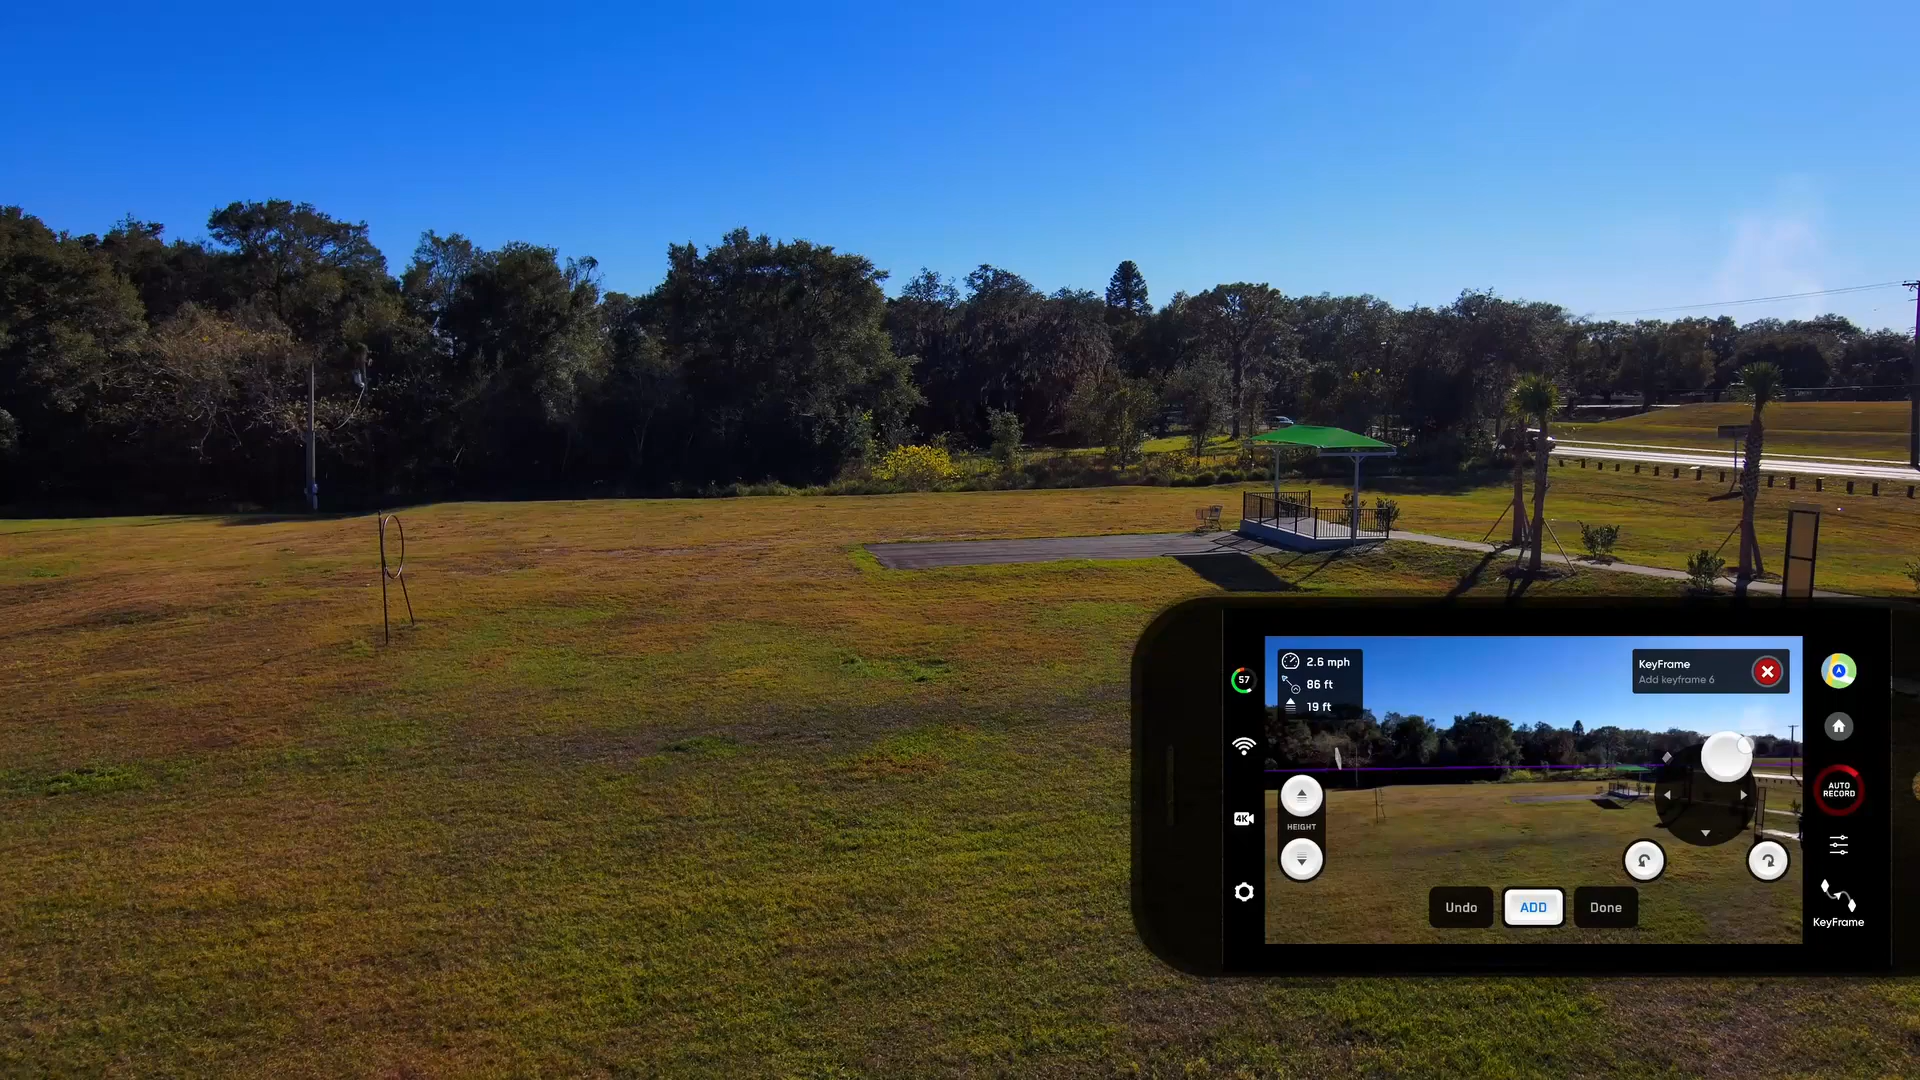 57
2.6 mph
86 ft
19 ft
KeyFrame
Add keyframe 6
HEIGHT
AUTO
RECORD
4K
Undo
ADD
Done
KeyFrame